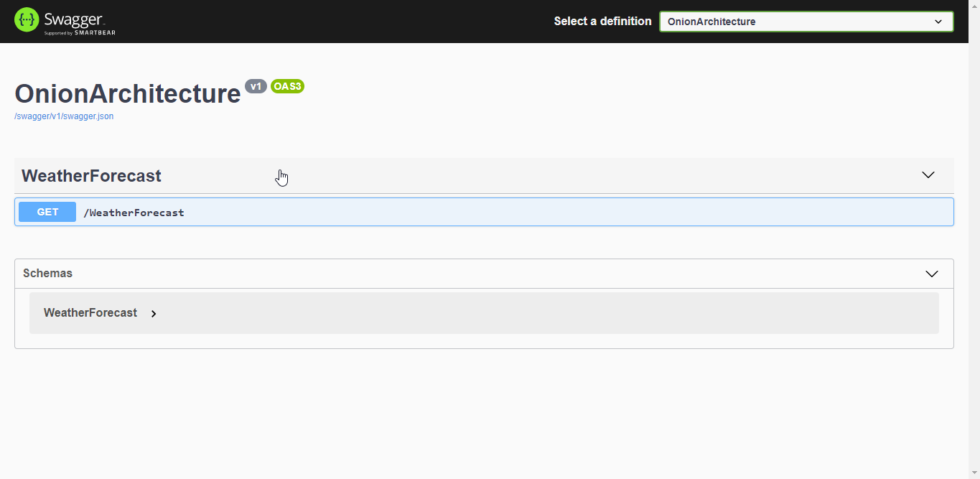 Swagger.
Supported by SMARTBEAR
Select a definition
OnionArchitecture
OnionArchitecture v1 OAS3
/swagger/v1/swagger.json
WeatherForecast
GET /WeatherForecast
Schemas
WeatherForecast